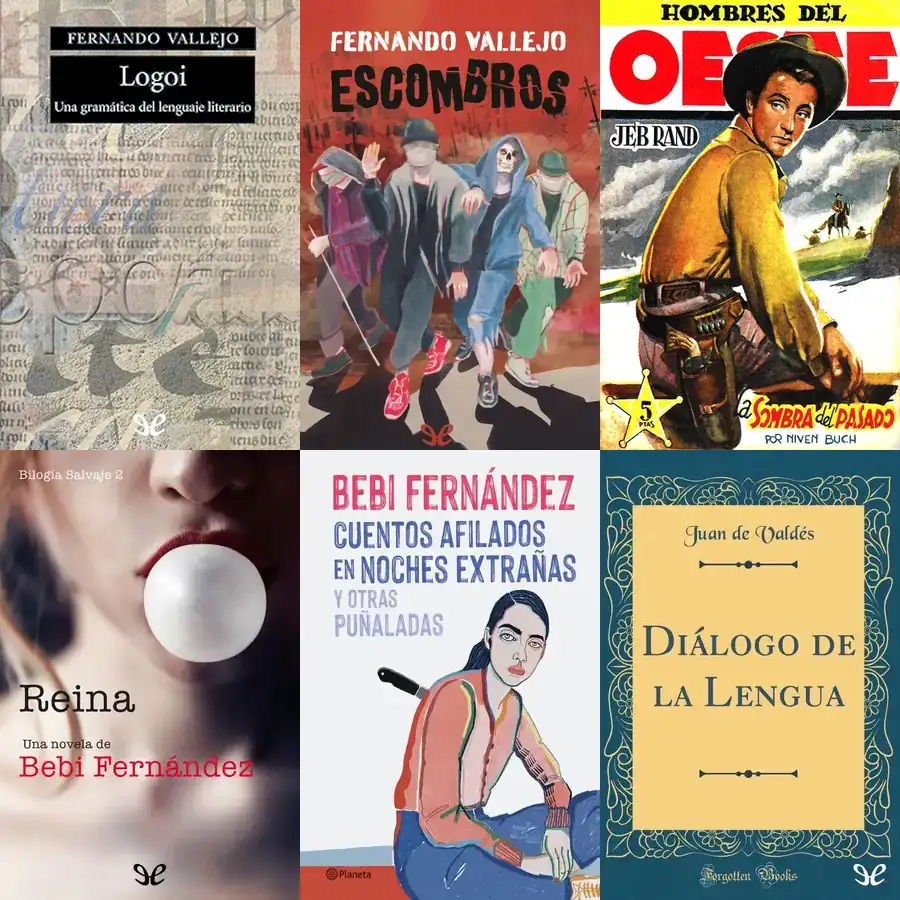 FERNANDO VALLEJO
Logoi
Una gramática del lenguaje literario
FERNANDO VALLEJO
ESCOMBROS
HOMBRES DEL
OESTE
JEB RAND
5
PTAS
la SOMBRA del PASADO
POR NIVEN BUCH
Bilogía Salvaje 2
Reina
Una novela de
Bebi Fernández
BEBI FERNÁNDEZ
CUENTOS AFILADOS
EN NOCHES EXTRAÑAS
Y OTRAS
PUÑALADAS
Planeta
Juan de Valdés
DIÁLOGO DE
LA LENGUA
Forgotten Books